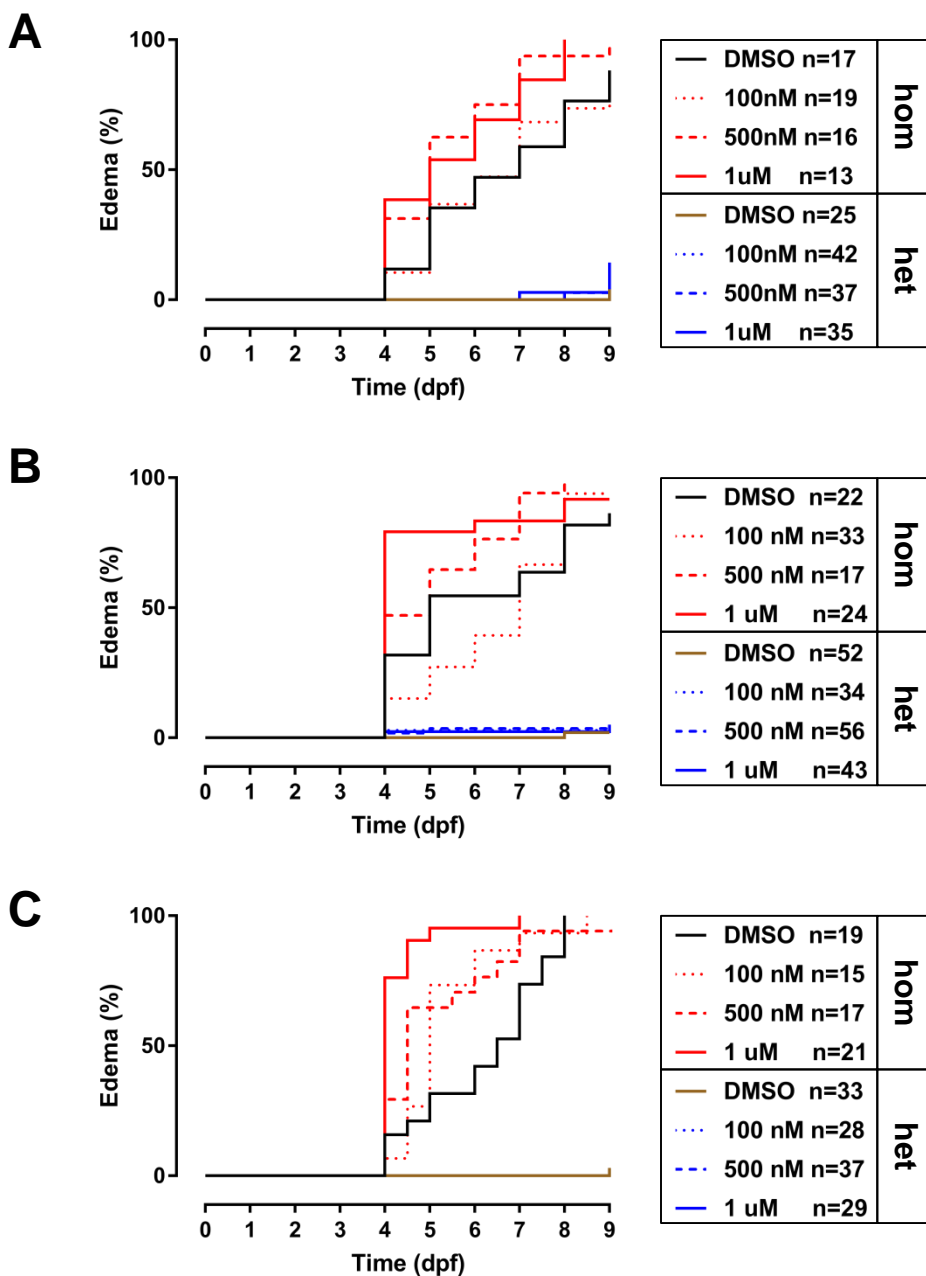 A
100
50
0
Edema (%)
0 1 2 3 4 5 6 7 8 9
Time (dpf)
DMSO n=17
100nM n=19
500nM n=16
1uM n=13
hom
DMSO n=25
100nM n=42
500nM n=37
1uM n=35
het
B
100
50
0
Edema (%)
0 1 2 3 4 5 6 7 8 9
Time (dpf)
DMSO n=22
100 nM n=33
500 nM n=17
1 uM n=24
hom
DMSO n=52
100 nM n=34
500 nM n=56
1 uM n=43
het
C
100
50
0
Edema (%)
0 1 2 3 4 5 6 7 8 9
Time (dpf)
DMSO n=19
100 nM n=15
500 nM n=17
1 uM n=21
hom
DMSO n=33
100 nM n=28
500 nM n=37
1 uM n=29
het